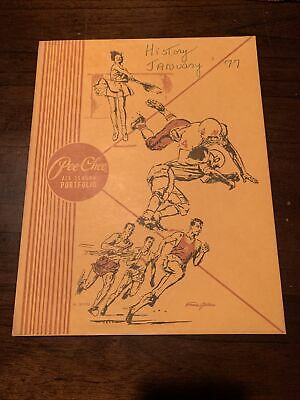 History
January '77
Pee Chee
ALL SEASON
PORTFOLIO